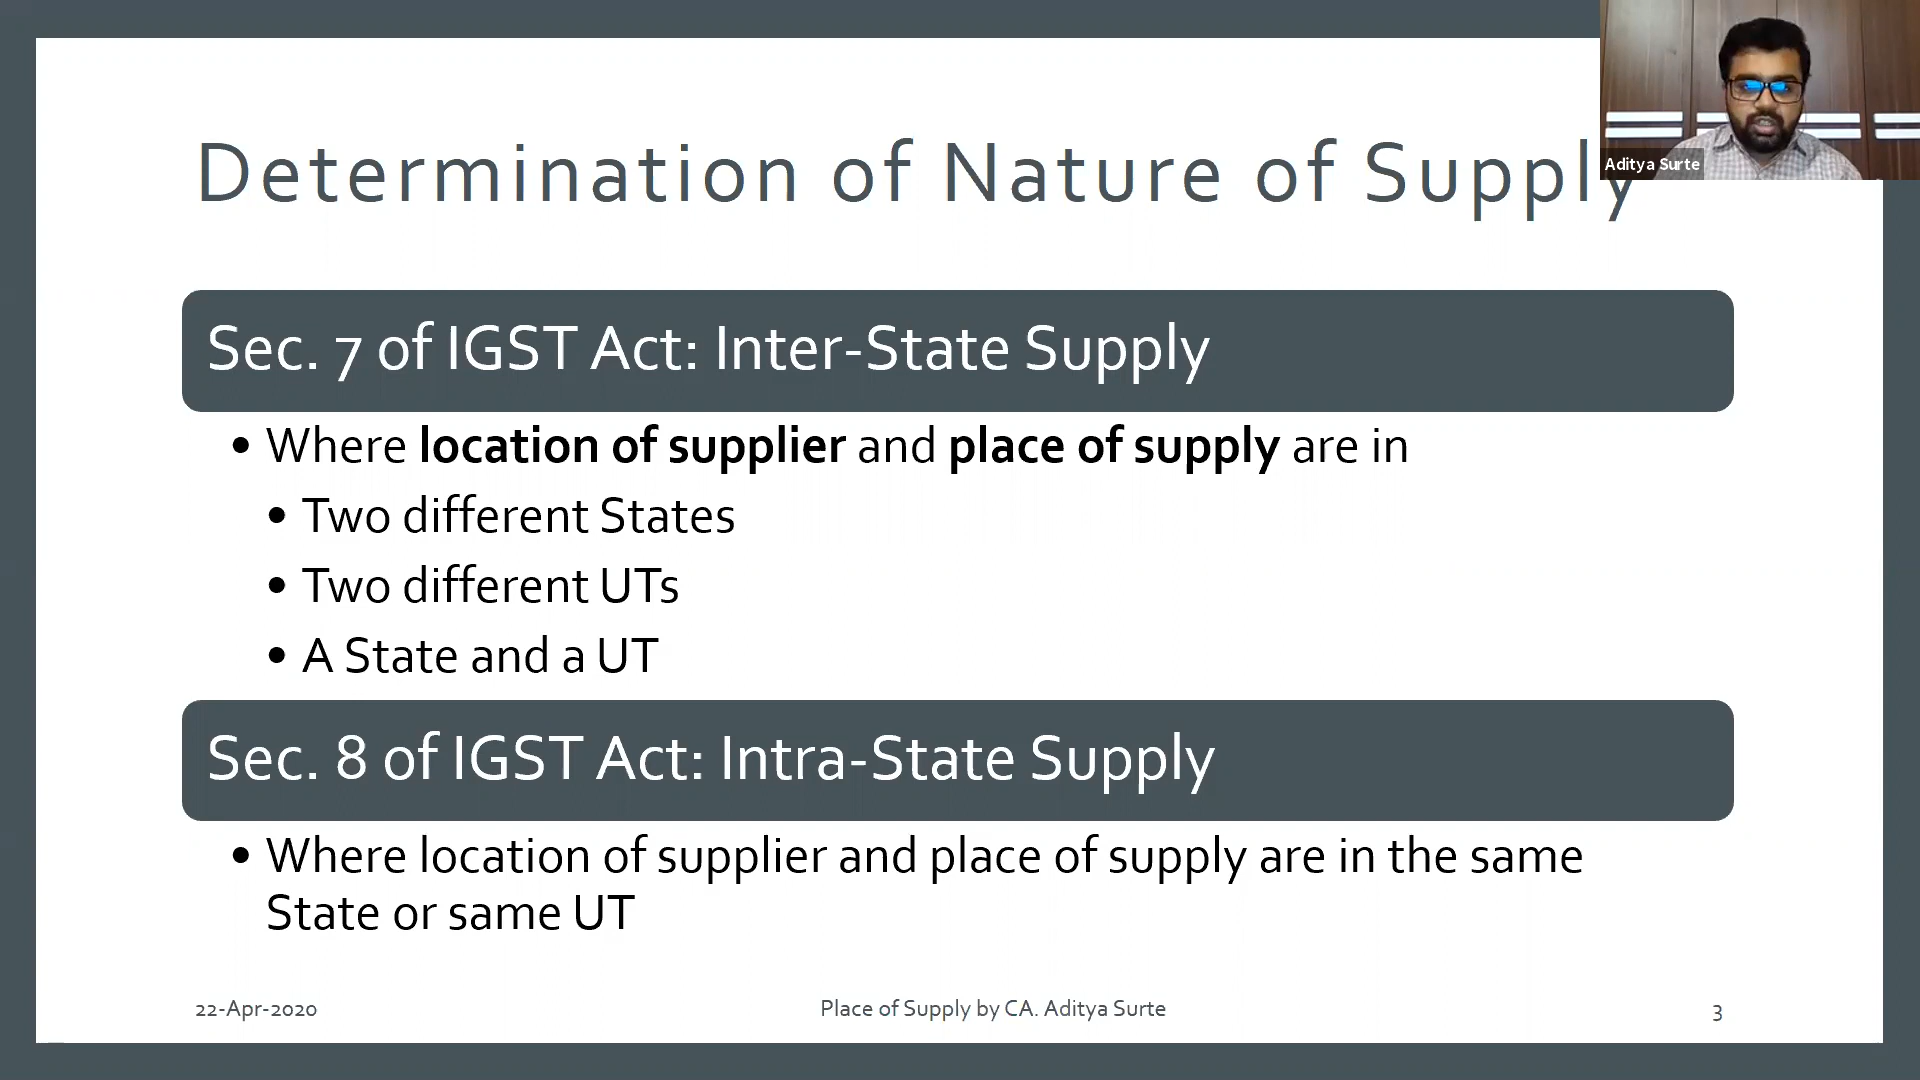 Determination of Nature of Supply
Aditya Surte
Sec. 7 of IGST Act: Inter-State Supply
• Where location of supplier and place of supply are in
• Two different States
• Two different UTs
• A State and a UT
Sec. 8 of IGST Act: Intra-State Supply
• Where location of supplier and place of supply are in the same
State or same UT
22-Apr-2020
Place of Supply by CA. Aditya Surte
3